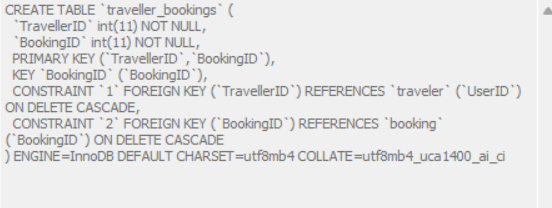 CREATE TABLE `traveller_bookings` (
`TravellerID` int(11) NOT NULL,
`BookingID` int(11) NOT NULL,
PRIMARY KEY (`TravellerID`,`BookingID`),
KEY `BookingID` (`BookingID`),
CONSTRAINT `1` FOREIGN KEY (`TravellerID`) REFERENCES `traveler` (`UserID`)
ON DELETE CASCADE,
CONSTRAINT `2` FOREIGN KEY (`BookingID`) REFERENCES `booking`
(`BookingID`) ON DELETE CASCADE
) ENGINE=InnoDB DEFAULT CHARSET=utf8mb4 COLLATE=utf8mb4_uca1400_ai_ci